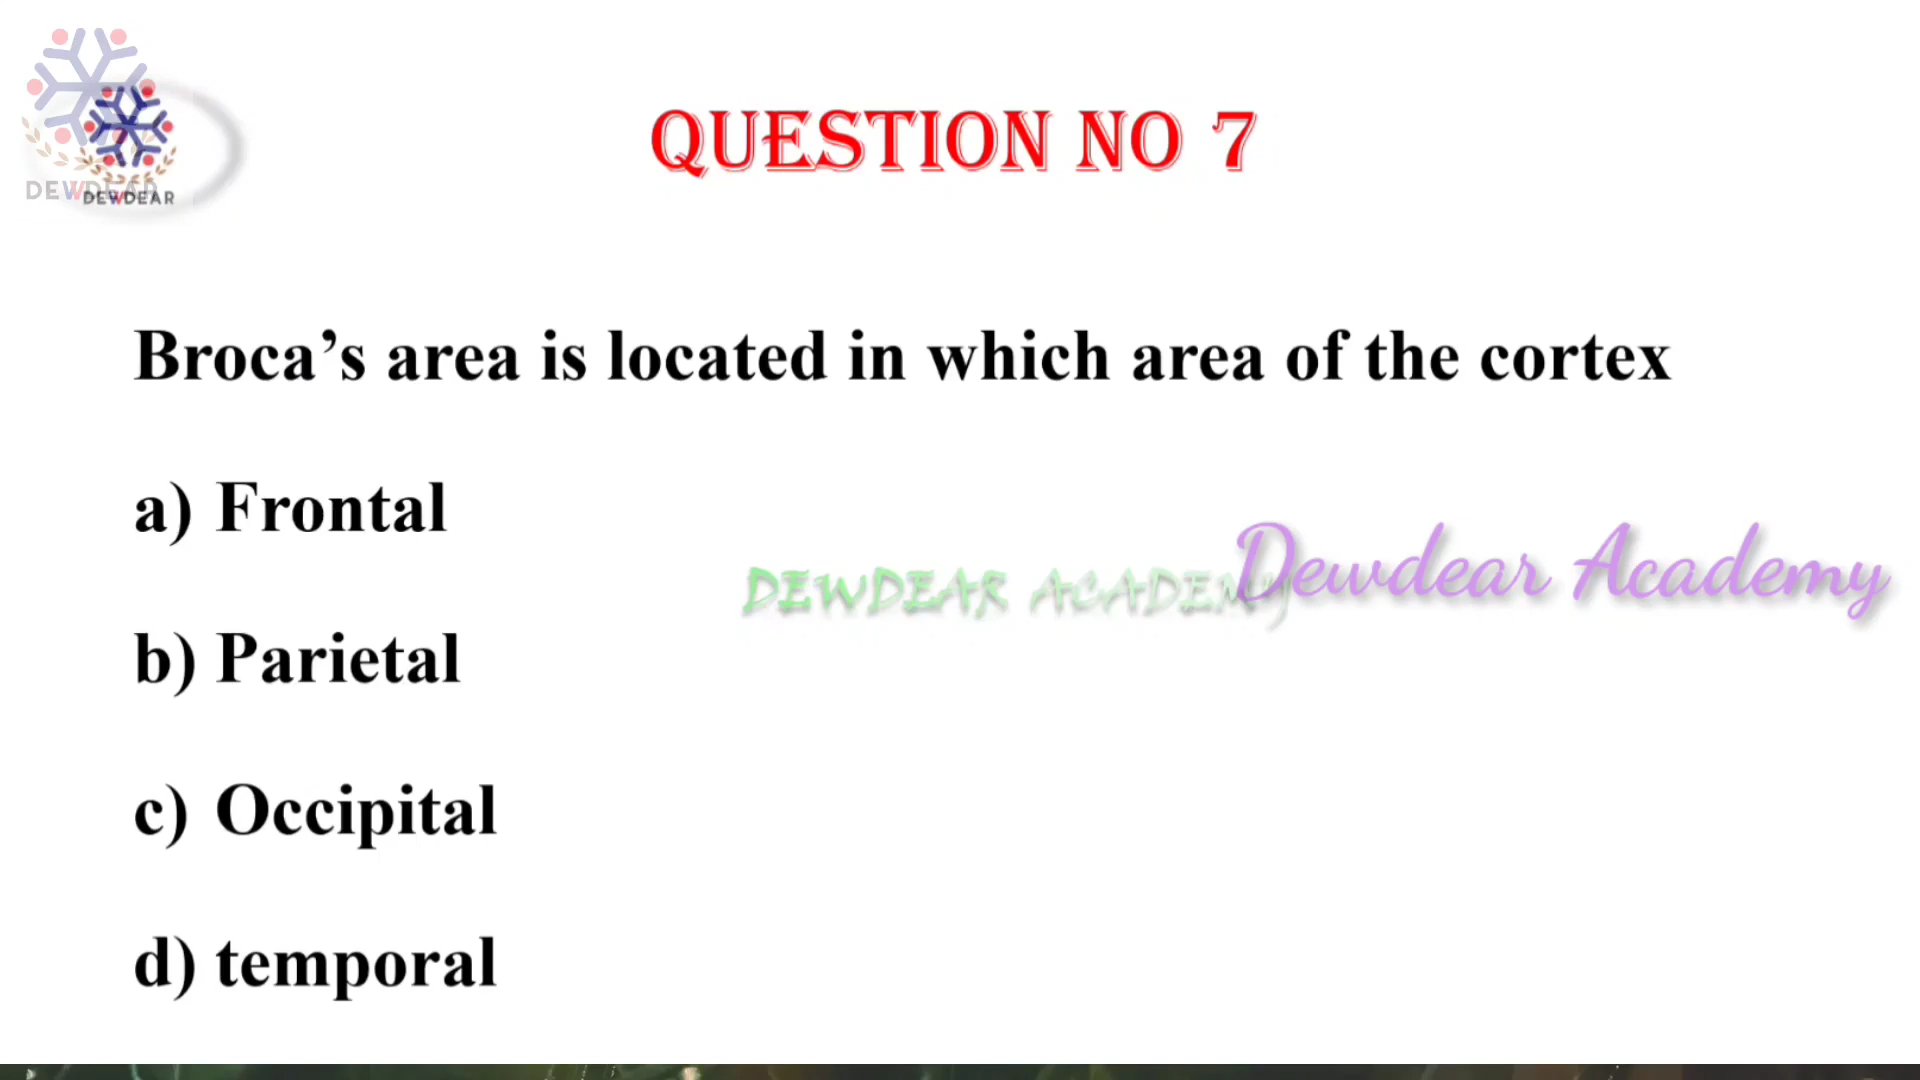 DEWDEAR
DEWDEAR
QUESTION NO 7
Broca’s area is located in which area of the cortex
a) Frontal
DEWDEAR ACADEMY
Dewdear Academy
b) Parietal
c) Occipital
d) temporal